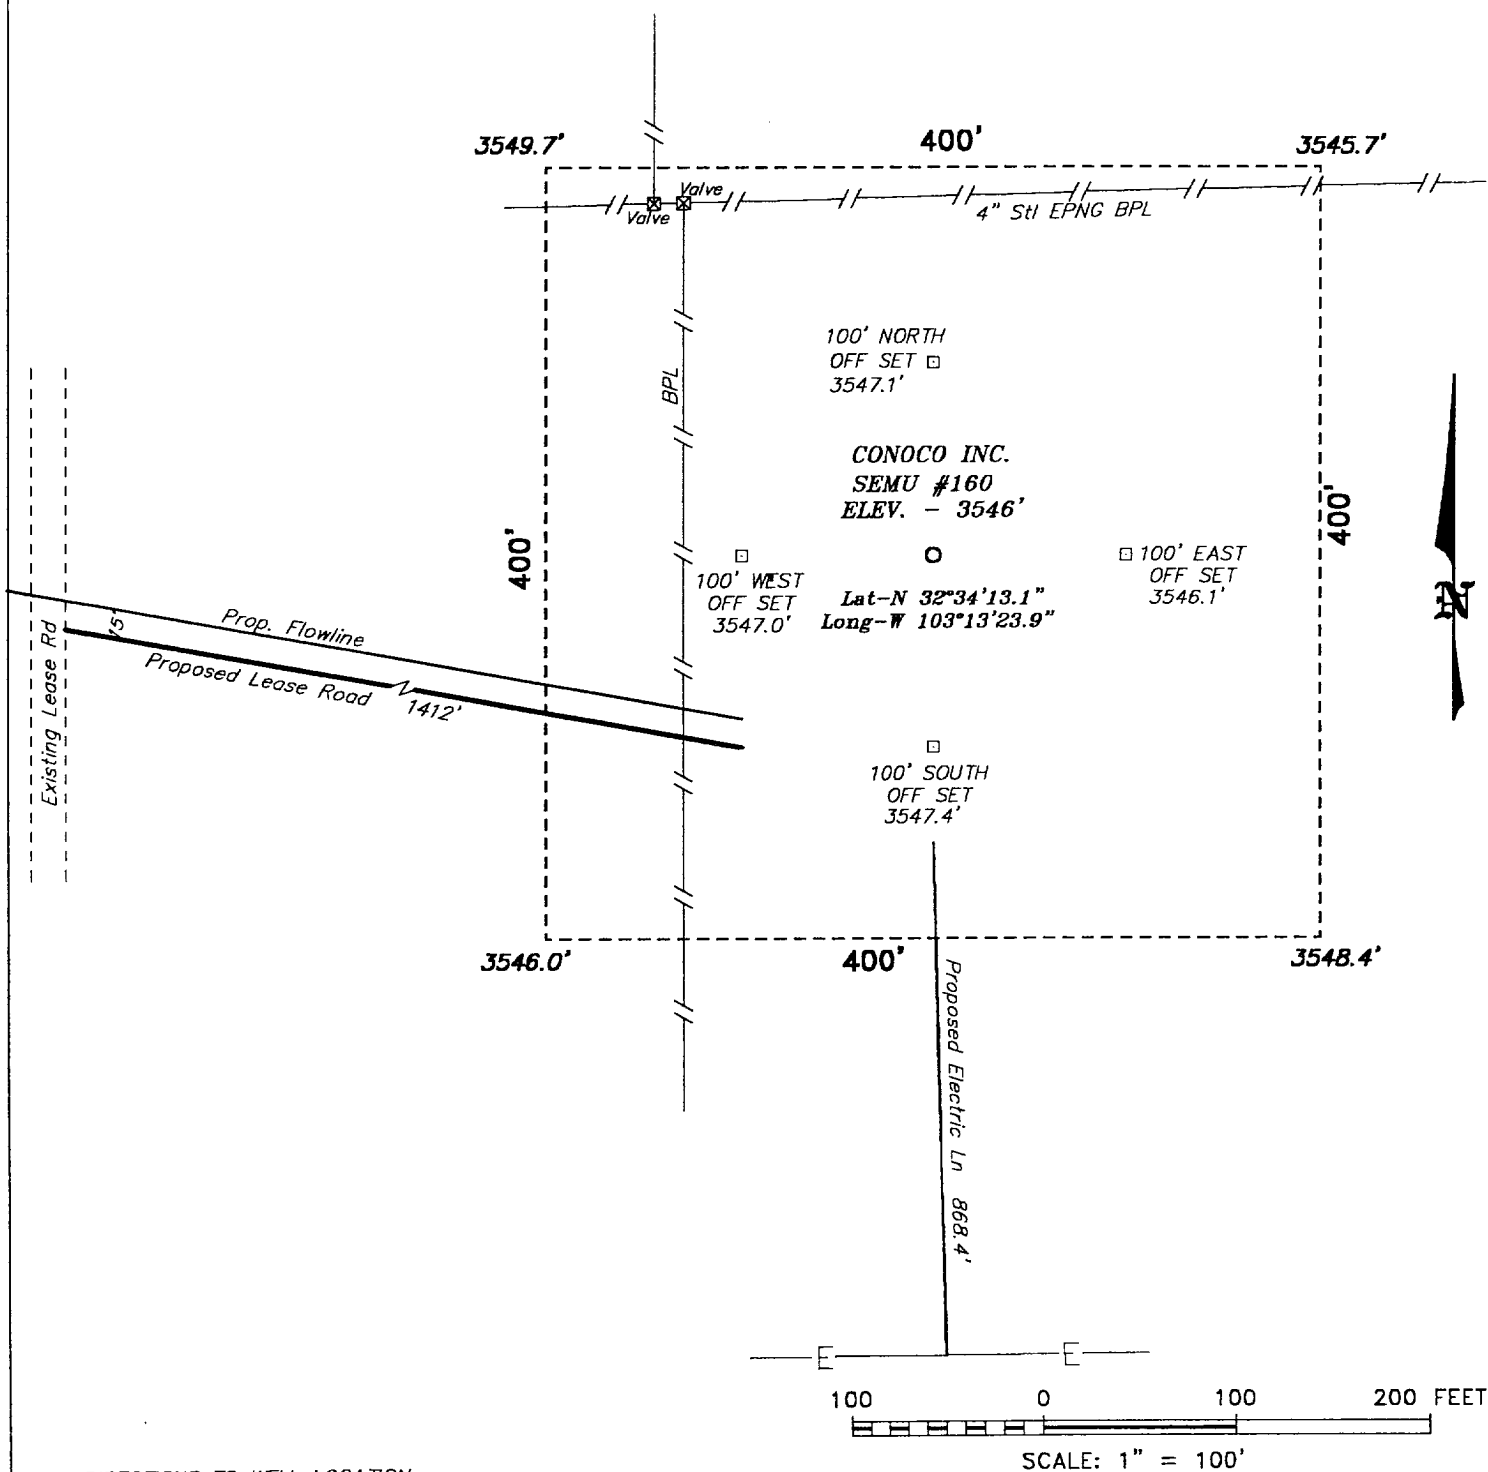 3549.7'
400'
3545.7'
Valve
Valve
4" Stl EPNG BPL
100' NORTH
OFF SET
3547.1'
BPL
CONOCO INC.
SEMU #160
ELEV. - 3546'
400'
400'
100' WEST
OFF SET
3547.0'
100' EAST
OFF SET
3546.1'
Lat-N 32°34'13.1"
Long-W 103°13'23.9"
N
15'
Prop. Flowline
Proposed Lease Road 1412'
Existing Lease Rd
100' SOUTH
OFF SET
3547.4'
3546.0'
400'
3548.4'
Proposed Electric Ln 868.4'
E
E
100 0 100 200 FEET
SCALE: 1" = 100'